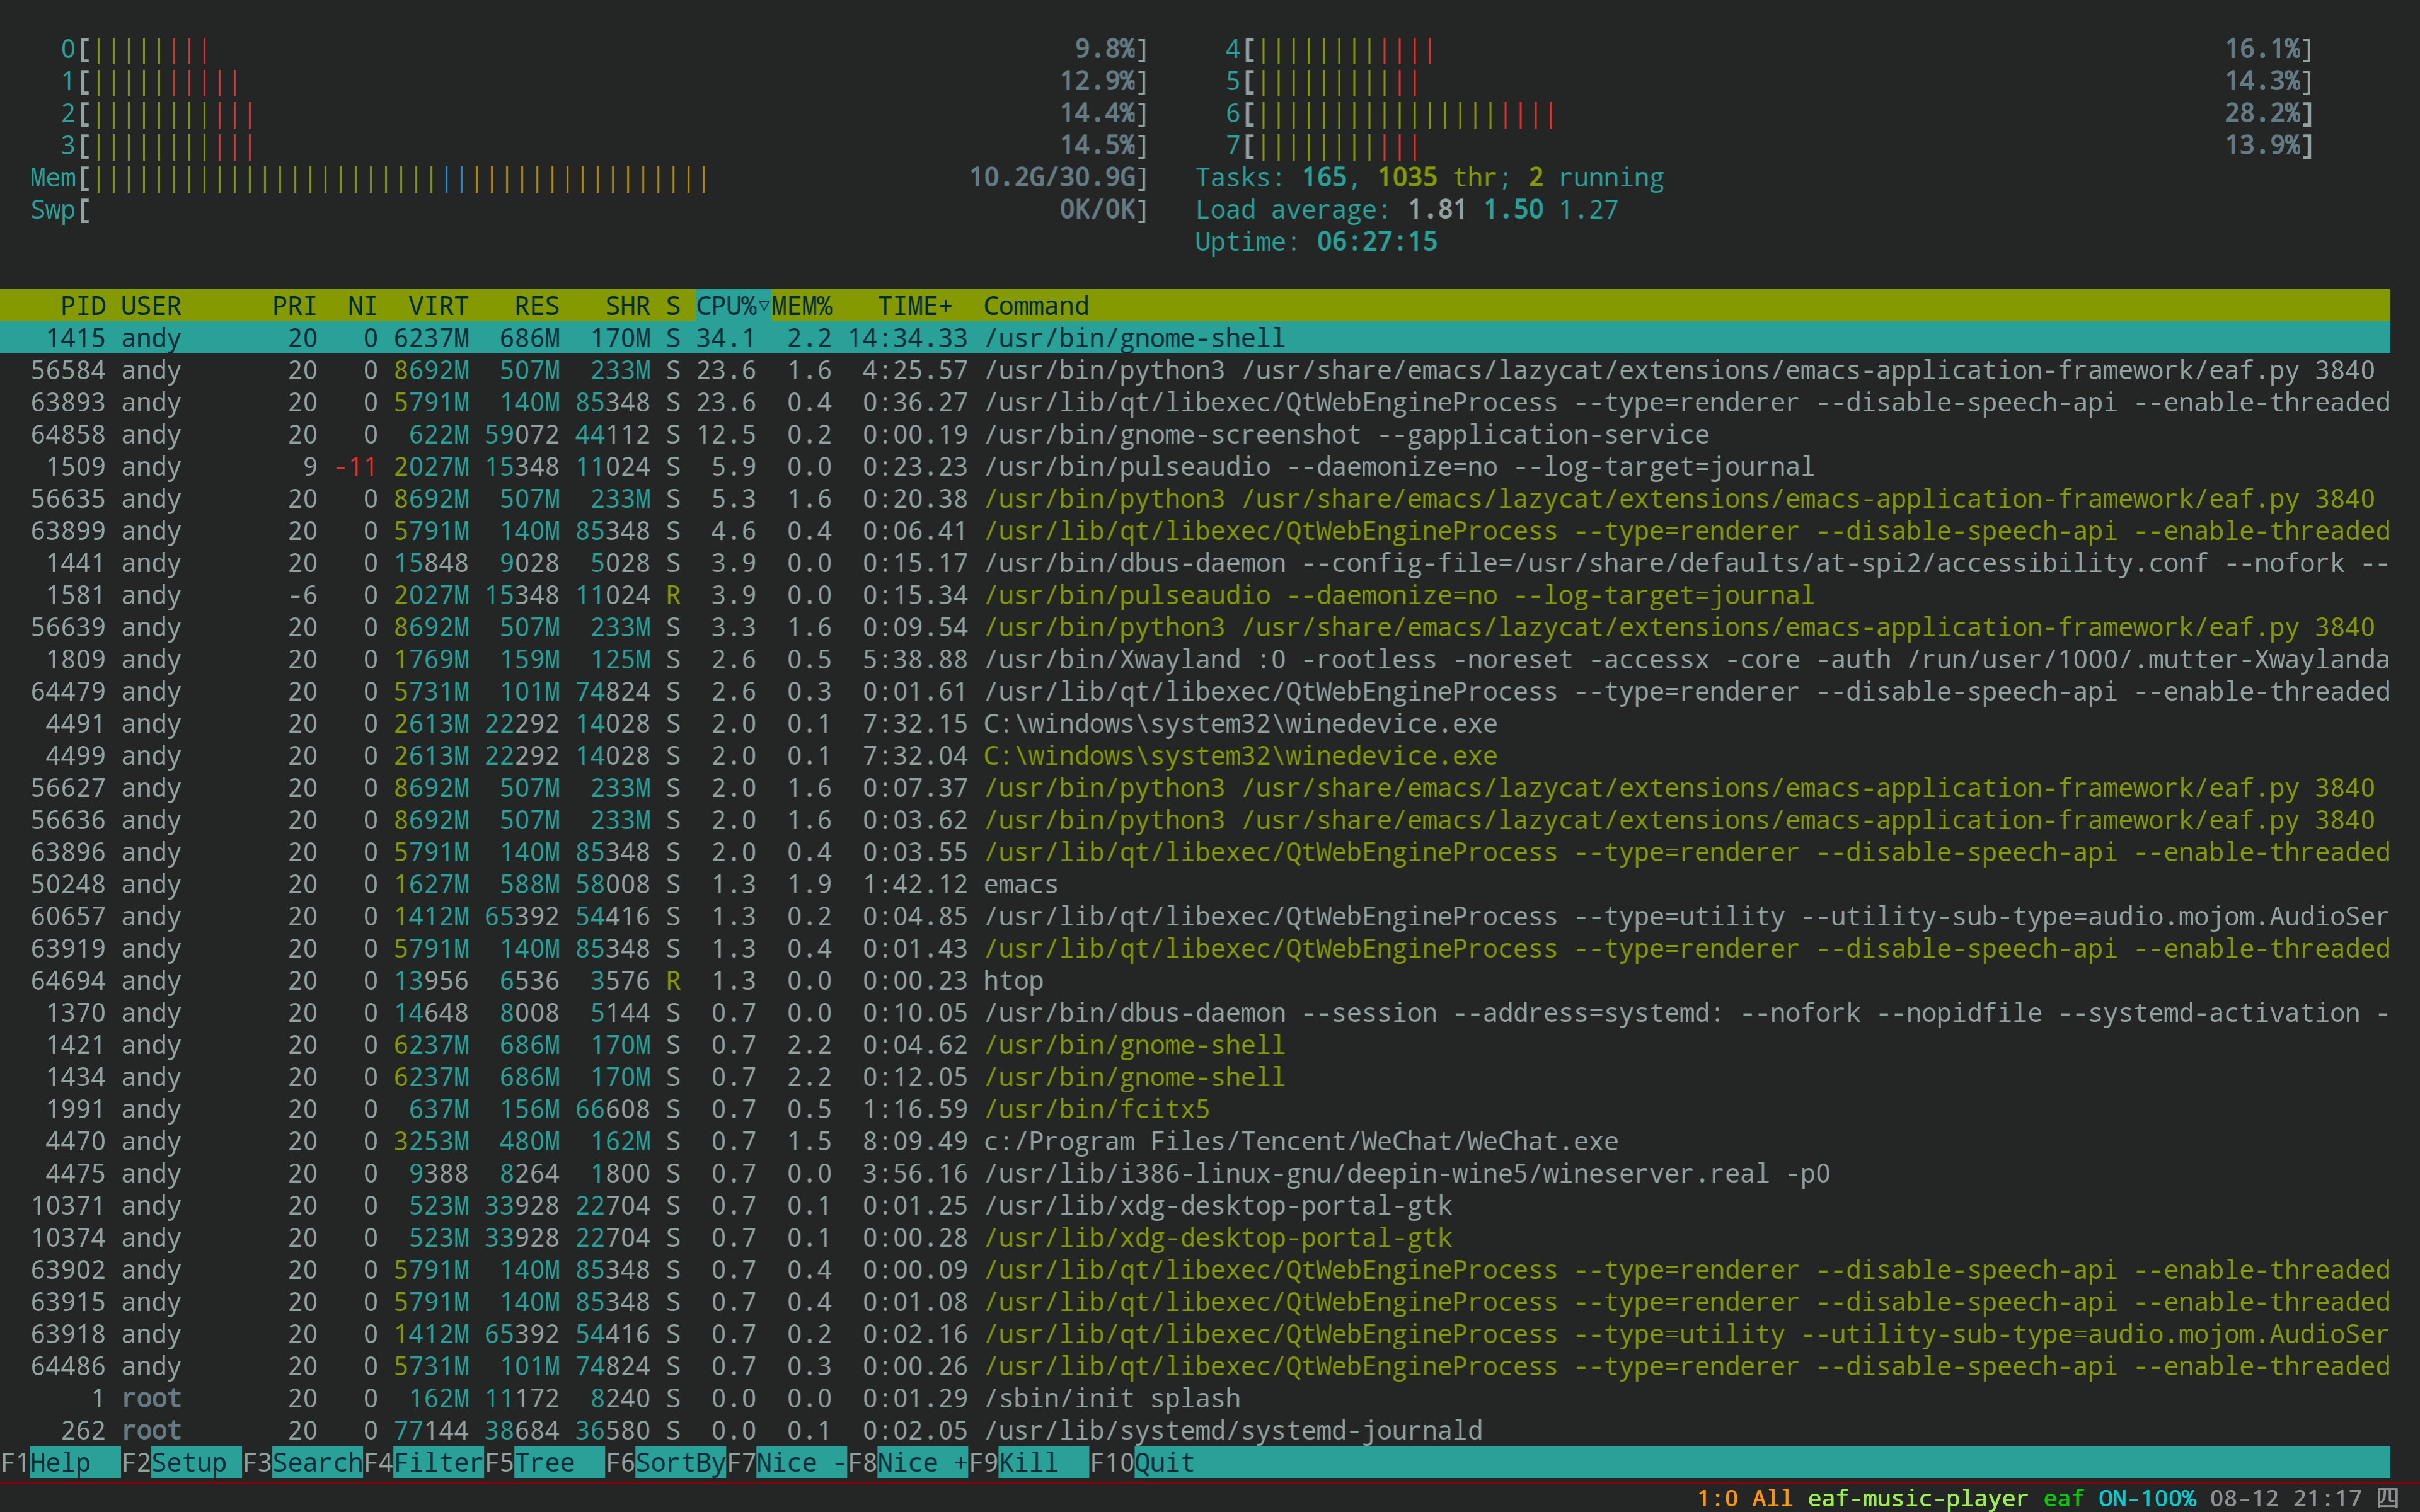 0[|||||||| 9.8%] 4[|||||||||||| 16.1%]
1[|||||||||| 12.9%] 5[||||||||||| 14.3%]
2[||||||||||| 14.4%] 6[|||||||||||||||||||| 28.2%]
3[||||||||||| 14.5%] 7[||||||||||| 13.9%]
Mem[||||||||||||||||||||||||||||||||||||||||| 10.2G/30.9G] Tasks: 165, 1035 thr; 2 running
Swp[ 0K/0K] Load average: 1.81 1.50 1.27
Uptime: 06:27:15
PID USER PRI NI VIRT RES SHR S CPU%▽MEM% TIME+ Command
1415 andy 20 0 6237M 686M 170M S 34.1 2.2 14:34.33 /usr/bin/gnome-shell
56584 andy 20 0 8692M 507M 233M S 23.6 1.6 4:25.57 /usr/bin/python3 /usr/share/emacs/lazycat/extensions/emacs-application-framework/eaf.py 3840
63893 andy 20 0 5791M 140M 85348 S 23.6 0.4 0:36.27 /usr/lib/qt/libexec/QtWebEngineProcess --type=renderer --disable-speech-api --enable-threaded
64858 andy 20 0 622M 59072 44112 S 12.5 0.2 0:00.19 /usr/bin/gnome-screenshot --gapplication-service
1509 andy 9 -11 2027M 15348 11024 S 5.9 0.0 0:23.23 /usr/bin/pulseaudio --daemonize=no --log-target=journal
56635 andy 20 0 8692M 507M 233M S 5.3 1.6 0:20.38 /usr/bin/python3 /usr/share/emacs/lazycat/extensions/emacs-application-framework/eaf.py 3840
63899 andy 20 0 5791M 140M 85348 S 4.6 0.4 0:06.41 /usr/lib/qt/libexec/QtWebEngineProcess --type=renderer --disable-speech-api --enable-threaded
1441 andy 20 0 15848 9028 5028 S 3.9 0.0 0:15.17 /usr/bin/dbus-daemon --config-file=/usr/share/defaults/at-spi2/accessibility.conf --nofork --
1581 andy -6 0 2027M 15348 11024 R 3.9 0.0 0:15.34 /usr/bin/pulseaudio --daemonize=no --log-target=journal
56639 andy 20 0 8692M 507M 233M S 3.3 1.6 0:09.54 /usr/bin/python3 /usr/share/emacs/lazycat/extensions/emacs-application-framework/eaf.py 3840
1809 andy 20 0 1769M 159M 125M S 2.6 0.5 5:38.88 /usr/bin/Xwayland :0 -rootless -noreset -accessx -core -auth /run/user/1000/.mutter-Xwaylanda
64479 andy 20 0 5731M 101M 74824 S 2.6 0.3 0:01.61 /usr/lib/qt/libexec/QtWebEngineProcess --type=renderer --disable-speech-api --enable-threaded
4491 andy 20 0 2613M 22292 14028 S 2.0 0.1 7:32.15 C:\windows\system32\winedevice.exe
4499 andy 20 0 2613M 22292 14028 S 2.0 0.1 7:32.04 C:\windows\system32\winedevice.exe
56627 andy 20 0 8692M 507M 233M S 2.0 1.6 0:07.37 /usr/bin/python3 /usr/share/emacs/lazycat/extensions/emacs-application-framework/eaf.py 3840
56636 andy 20 0 8692M 507M 233M S 2.0 1.6 0:03.62 /usr/bin/python3 /usr/share/emacs/lazycat/extensions/emacs-application-framework/eaf.py 3840
63896 andy 20 0 5791M 140M 85348 S 2.0 0.4 0:03.55 /usr/lib/qt/libexec/QtWebEngineProcess --type=renderer --disable-speech-api --enable-threaded
50248 andy 20 0 1627M 588M 58008 S 1.3 1.9 1:42.12 emacs
60657 andy 20 0 1412M 65392 54416 S 1.3 0.2 0:04.85 /usr/lib/qt/libexec/QtWebEngineProcess --type=utility --utility-sub-type=audio.mojom.AudioSer
63919 andy 20 0 5791M 140M 85348 S 1.3 0.4 0:01.43 /usr/lib/qt/libexec/QtWebEngineProcess --type=renderer --disable-speech-api --enable-threaded
64694 andy 20 0 13956 6536 3576 R 1.3 0.0 0:00.23 htop
1370 andy 20 0 14648 8008 5144 S 0.7 0.0 0:10.05 /usr/bin/dbus-daemon --session --address=systemd: --nofork --nopidfile --systemd-activation -
1421 andy 20 0 6237M 686M 170M S 0.7 2.2 0:04.62 /usr/bin/gnome-shell
1434 andy 20 0 6237M 686M 170M S 0.7 2.2 0:12.05 /usr/bin/gnome-shell
1991 andy 20 0 637M 156M 66608 S 0.7 0.5 1:16.59 /usr/bin/fcitx5
4470 andy 20 0 3253M 480M 162M S 0.7 1.5 8:09.49 c:/Program Files/Tencent/WeChat/WeChat.exe
4475 andy 20 0 9388 8264 1800 S 0.7 0.0 3:56.16 /usr/lib/i386-linux-gnu/deepin-wine5/wineserver.real -p0
10371 andy 20 0 523M 33928 22704 S 0.7 0.1 0:01.25 /usr/lib/xdg-desktop-portal-gtk
10374 andy 20 0 523M 33928 22704 S 0.7 0.1 0:00.28 /usr/lib/xdg-desktop-portal-gtk
63902 andy 20 0 5791M 140M 85348 S 0.7 0.4 0:00.09 /usr/lib/qt/libexec/QtWebEngineProcess --type=renderer --disable-speech-api --enable-threaded
63915 andy 20 0 5791M 140M 85348 S 0.7 0.4 0:01.08 /usr/lib/qt/libexec/QtWebEngineProcess --type=renderer --disable-speech-api --enable-threaded
63918 andy 20 0 1412M 65392 54416 S 0.7 0.2 0:02.16 /usr/lib/qt/libexec/QtWebEngineProcess --type=utility --utility-sub-type=audio.mojom.AudioSer
64486 andy 20 0 5731M 101M 74824 S 0.7 0.3 0:00.26 /usr/lib/qt/libexec/QtWebEngineProcess --type=renderer --disable-speech-api --enable-threaded
1 root 20 0 162M 11172 8240 S 0.0 0.0 0:01.29 /sbin/init splash
262 root 20 0 77144 38684 36580 S 0.0 0.1 0:02.05 /usr/lib/systemd/systemd-journald
F1Help F2Setup F3SearchF4FilterF5Tree F6SortByF7Nice -F8Nice +F9Kill F10Quit
1:0 All eaf-music-player eaf ON-100% 08-12 21:17 四